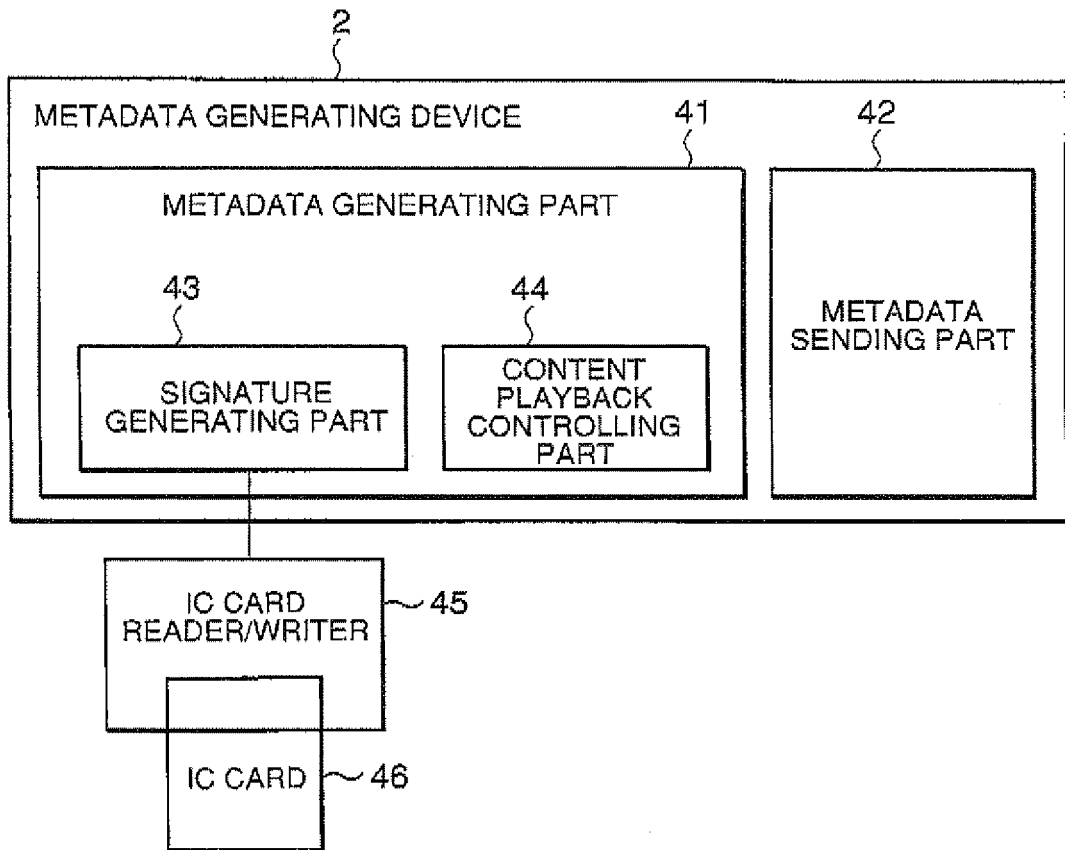 2
METADATA GENERATING DEVICE
41
42
METADATA GENERATING PART
43
44
SIGNATURE
GENERATING PART
CONTENT
PLAYBACK
CONTROLLING
PART
METADATA
SENDING PART
IC CARD
READER/WRITER
45
IC CARD
46